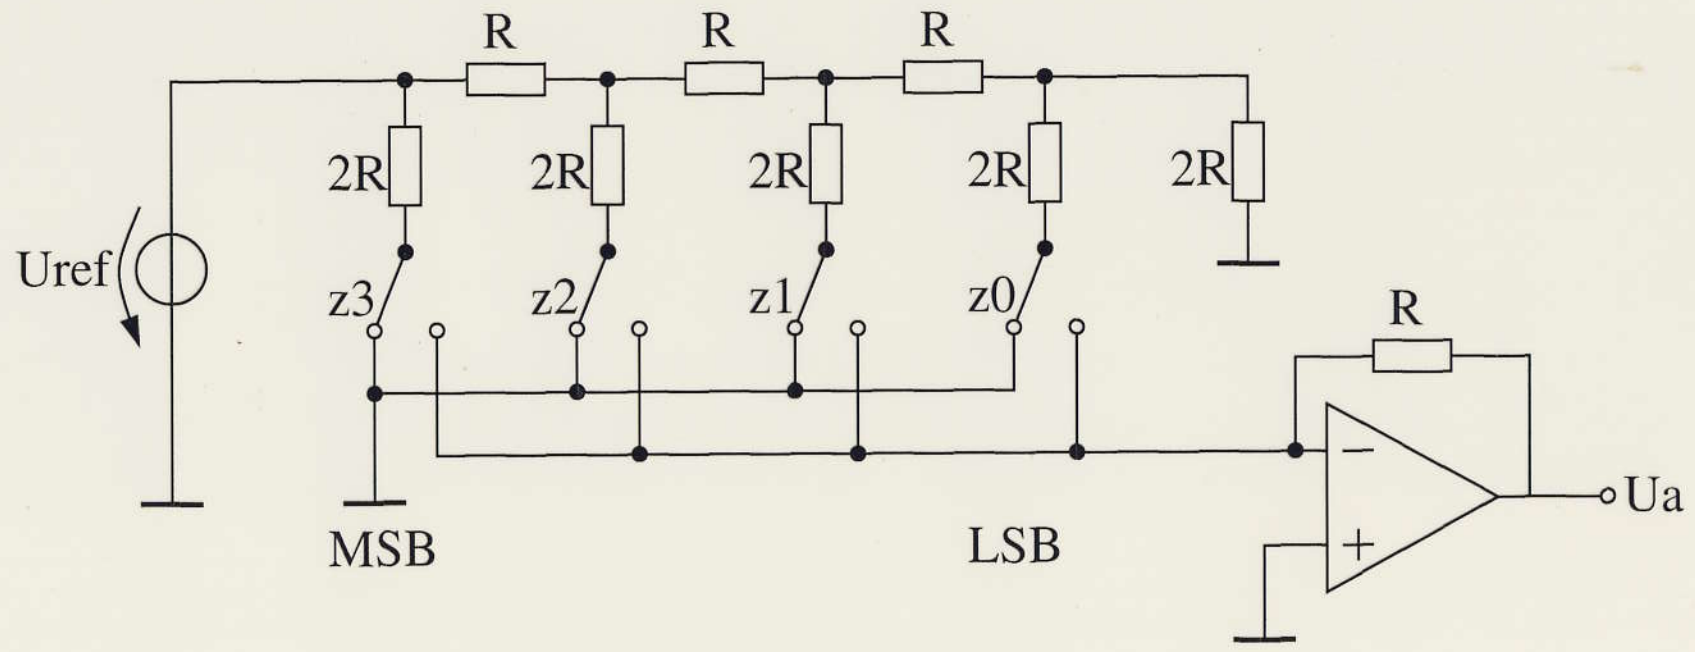 R R R
2R 2R 2R 2R 2R
Uref
z3 z2 z1 z0
R
−
Ua
+
MSB LSB